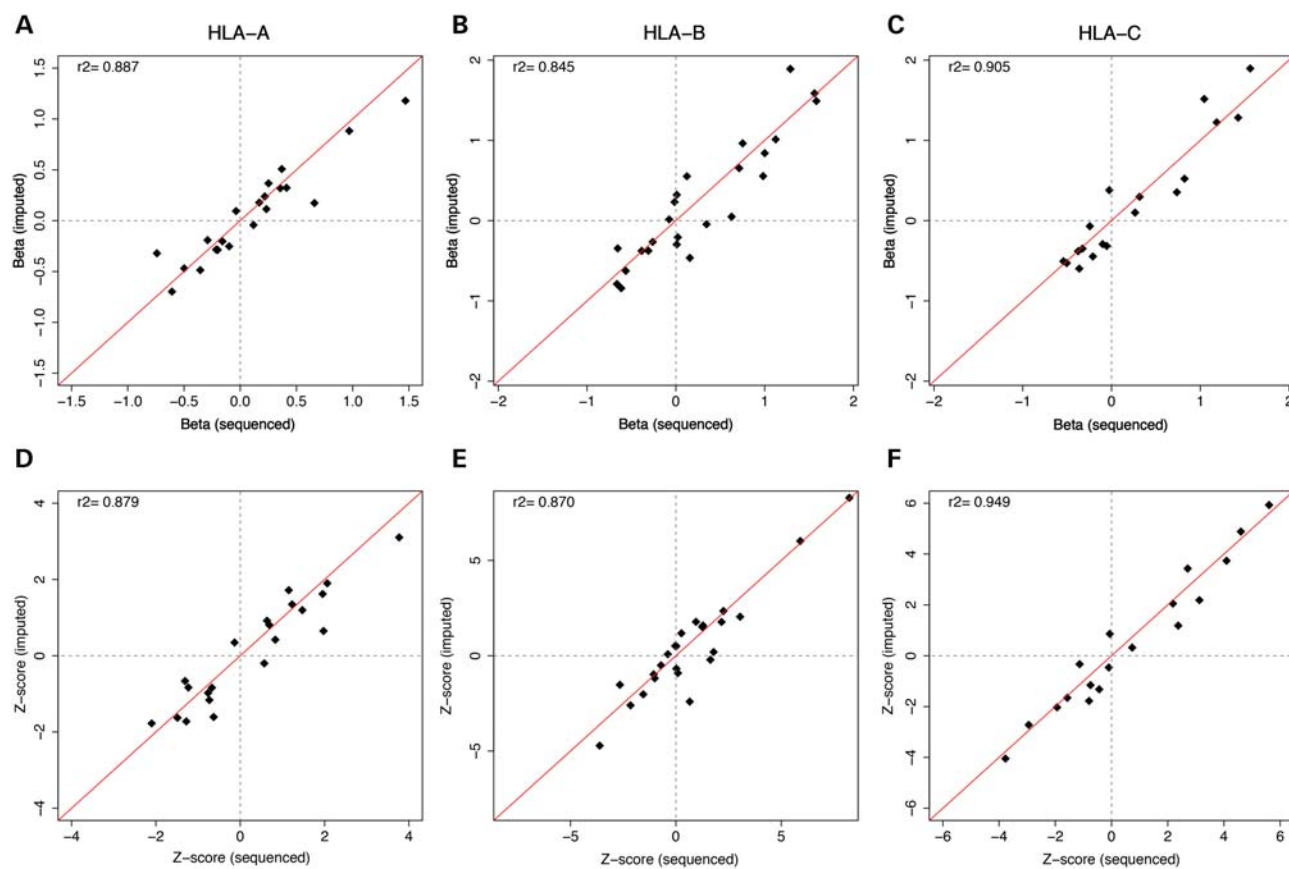 A
HLA-A
r2= 0.887
1.5
1.0
0.5
0.0
-0.5
-1.0
-1.5
Beta (imputed)
-1.5 -1.0 -0.5 0.0 0.5 1.0 1.5
Beta (sequenced)
B
HLA-B
r2= 0.845
2
1
0
-1
-2
Beta (imputed)
-2 -1 0 1 2
Beta (sequenced)
C
HLA-C
r2= 0.905
2
1
0
-1
-2
Beta (imputed)
-2 -1 0 1 2
Beta (sequenced)
D
r2= 0.879
4
2
0
-2
-4
Z-score (imputed)
-4 -2 0 2 4
Z-score (sequenced)
E
r2= 0.870
5
0
-5
Z-score (imputed)
-5 0 5
Z-score (sequenced)
F
r2= 0.949
6
4
2
0
-2
-4
-6
Z-score (imputed)
-6 -4 -2 0 2 4 6
Z-score (sequenced)